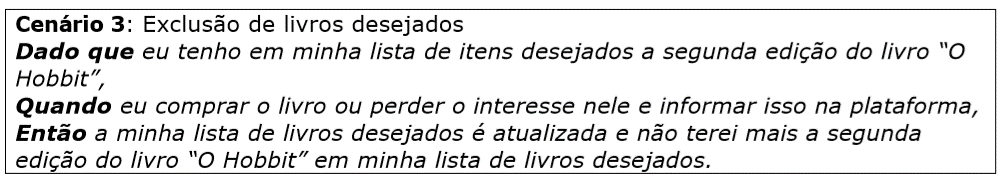 Cenário 3: Exclusão de livros desejados
Dado que eu tenho em minha lista de itens desejados a segunda edição do livro “O
Hobbit”,
Quando eu comprar o livro ou perder o interesse nele e informar isso na plataforma,
Então a minha lista de livros desejados é atualizada e não terei mais a segunda
edição do livro “O Hobbit” em minha lista de livros desejados.